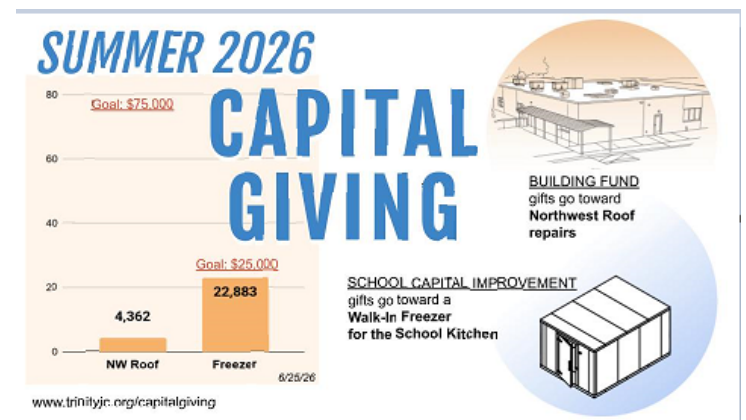 SUMMER 2026
CAPITAL
GIVING
80
Goal: $75,000
60
40
Goal: $25,000
20
22,883
4,362
0
NW Roof
Freezer
6/25/26
www.trinityjc.org/capitalgiving
BUILDING FUND
gifts go toward
Northwest Roof
repairs
SCHOOL CAPITAL IMPROVEMENT
gifts go toward a
Walk-In Freezer
for the School Kitchen